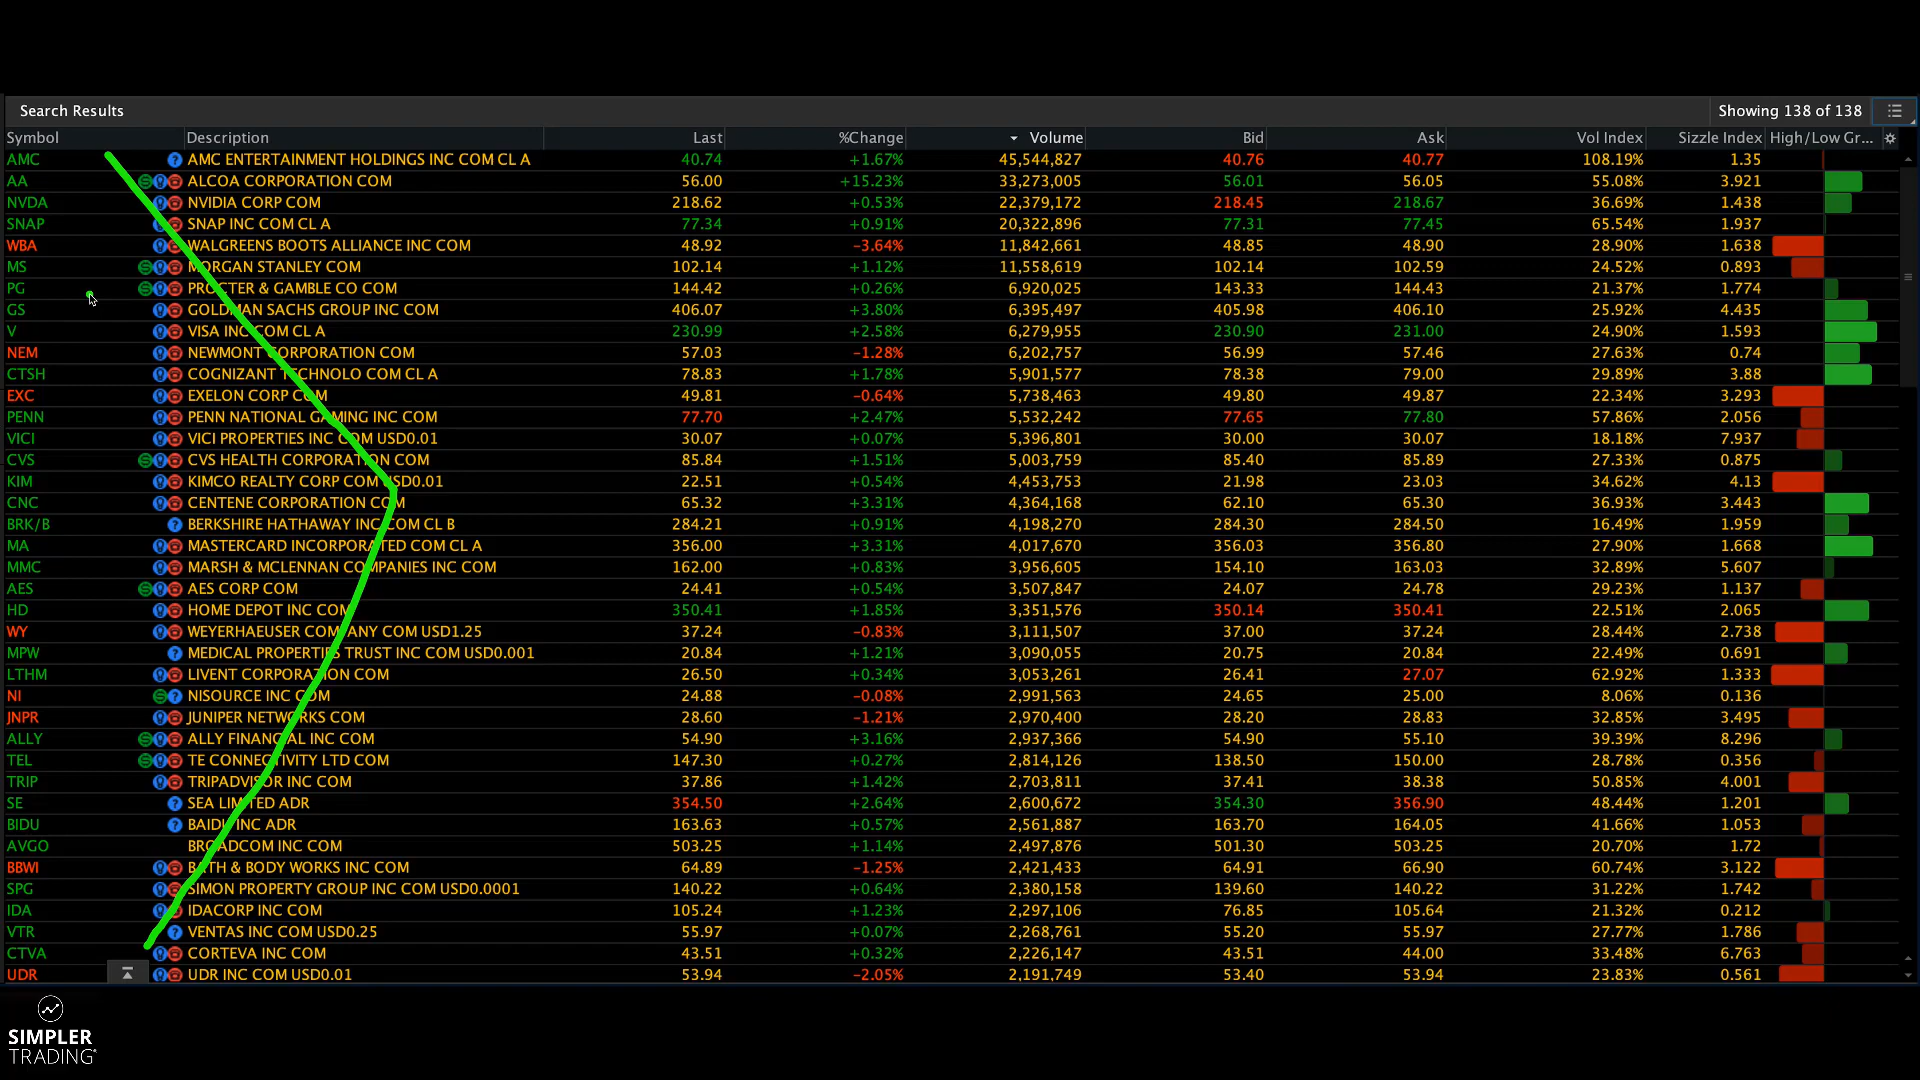 Search Results Showing 138 of 138
Symbol Description Last %Change Volume Bid Ask Vol Index Sizzle Index High/Low Gr...
AMC AMC ENTERTAINMENT HOLDINGS INC COM CL A 40.74 +1.67% 45,544,827 40.76 40.77 108.19% 1.35
AA ALCOA CORPORATION COM 56.00 +15.23% 33,273,005 56.01 56.05 55.08% 3.921
NVDA NVIDIA CORP COM 218.62 +0.53% 22,379,172 218.45 218.67 36.69% 1.438
SNAP SNAP INC COM CL A 77.34 +0.91% 20,322,896 77.31 77.45 65.54% 1.937
WBA WALGREENS BOOTS ALLIANCE INC COM 48.92 -3.64% 11,842,661 48.85 48.90 28.90% 1.638
MS MORGAN STANLEY COM 102.14 +1.12% 11,558,619 102.14 102.59 24.52% 0.893
PG PROCTER & GAMBLE CO COM 144.42 +0.26% 6,920,025 143.33 144.43 21.37% 1.774
GS GOLDMAN SACHS GROUP INC COM 406.07 +3.80% 6,395,497 405.98 406.10 25.92% 4.435
V VISA INC COM CL A 230.99 +2.58% 6,279,955 230.90 231.00 24.90% 1.593
NEM NEWMONT CORPORATION COM 57.03 -1.28% 6,202,757 56.99 57.46 27.63% 0.74
CTSH COGNIZANT TECHNOLO COM CL A 78.83 +1.78% 5,901,577 78.38 79.00 29.89% 3.88
EXC EXELON CORP COM 49.81 -0.64% 5,738,463 49.80 49.87 22.34% 3.293
PENN PENN NATIONAL GAMING INC COM 77.70 +2.47% 5,532,242 77.65 77.80 57.86% 2.056
VICI VICI PROPERTIES INC COM USD0.01 30.07 +0.07% 5,396,801 30.00 30.07 18.18% 7.937
CVS CVS HEALTH CORPORATION COM 85.84 +1.51% 5,003,759 85.40 85.89 27.33% 0.875
KIM KIMCO REALTY CORP COM USD0.01 22.51 +0.54% 4,453,753 21.98 23.03 34.62% 4.13
CNC CENTENE CORPORATION COM 65.32 +3.31% 4,364,168 62.10 65.30 36.93% 3.443
BRK/B BERKSHIRE HATHAWAY INC COM CL B 284.21 +0.91% 4,198,270 284.30 284.50 16.49% 1.959
MA MASTERCARD INCORPORATED COM CL A 356.00 +3.31% 4,017,670 356.03 356.80 27.90% 1.668
MMC MARSH & MCLENNAN COMPANIES INC COM 162.00 +0.83% 3,956,605 154.10 163.03 32.89% 5.607
AES AES CORP COM 24.41 +0.54% 3,507,847 24.07 24.78 29.23% 1.137
HD HOME DEPOT INC COM 350.41 +1.85% 3,351,576 350.14 350.41 22.51% 2.065
WY WEYERHAEUSER COMPANY COM USD1.25 37.24 -0.83% 3,111,507 37.00 37.24 28.44% 2.738
MPW MEDICAL PROPERTIES TRUST INC COM USD0.001 20.84 +1.21% 3,090,055 20.75 20.84 22.49% 0.691
LTHM LIVENT CORPORATION COM 26.50 +0.34% 3,053,261 26.41 27.07 62.92% 1.333
NI NISOURCE INC COM 24.88 -0.08% 2,991,563 24.65 25.00 8.06% 0.136
JNPR JUNIPER NETWORKS COM 28.60 -1.21% 2,970,400 28.20 28.83 32.85% 3.495
ALLY ALLY FINANCIAL INC COM 54.90 +3.16% 2,937,366 54.90 55.10 39.39% 8.296
TEL TE CONNECTIVITY LTD COM 147.30 +0.27% 2,814,126 138.50 150.00 28.78% 0.356
TRIP TRIPADVISOR INC COM 37.86 +1.42% 2,703,811 37.41 38.38 50.85% 4.001
SE SEA LIMITED ADR 354.50 +2.64% 2,600,672 354.30 356.90 48.44% 1.201
BIDU BAIDU INC ADR 163.63 +0.57% 2,561,887 163.70 164.05 41.66% 1.053
AVGO BROADCOM INC COM 503.25 +1.14% 2,497,876 501.30 503.25 20.70% 1.72
BBWI BATH & BODY WORKS INC COM 64.89 -1.25% 2,421,433 64.91 66.90 60.74% 3.122
SPG SIMON PROPERTY GROUP INC COM USD0.0001 140.22 +0.64% 2,380,158 139.60 140.22 31.22% 1.742
IDA IDACORP INC COM 105.24 +1.23% 2,297,106 76.85 105.64 21.32% 0.212
VTR VENTAS INC COM USD0.25 55.97 +0.07% 2,268,761 55.20 55.97 27.77% 1.786
CTVA CORTEVA INC COM 43.51 +0.32% 2,226,147 43.51 44.00 33.48% 6.763
UDR UDR INC COM USD0.01 53.94 -2.05% 2,191,749 53.40 53.94 23.83% 0.561
SIMPLER
TRADING